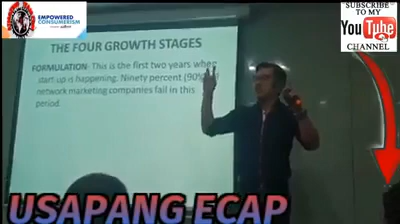 EMPOWERED
CONSUMERISM
SUBSCRIBE
TO MY
YouTube
CHANNEL
THE FOUR GROWTH STAGES
FORMULATION- This is the first two years when
start up is happening. Ninety percent (90%)
network marketing companies fail in this
period.
USAPANG ECAP